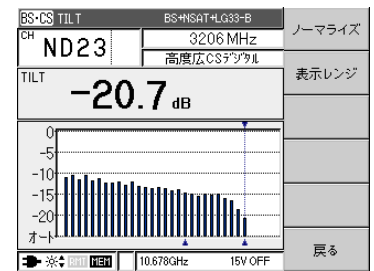 BS・CS TILT
BS+NSAT+LG33-B
CH ND23
3206 MHz
高度広CSデジタル
TILT
-20.7 dB
0
-5
-10
-15
-20
オート
RMT MEM
10.678GHz
15V OFF
ノーマライズ
表示レンジ
戻る